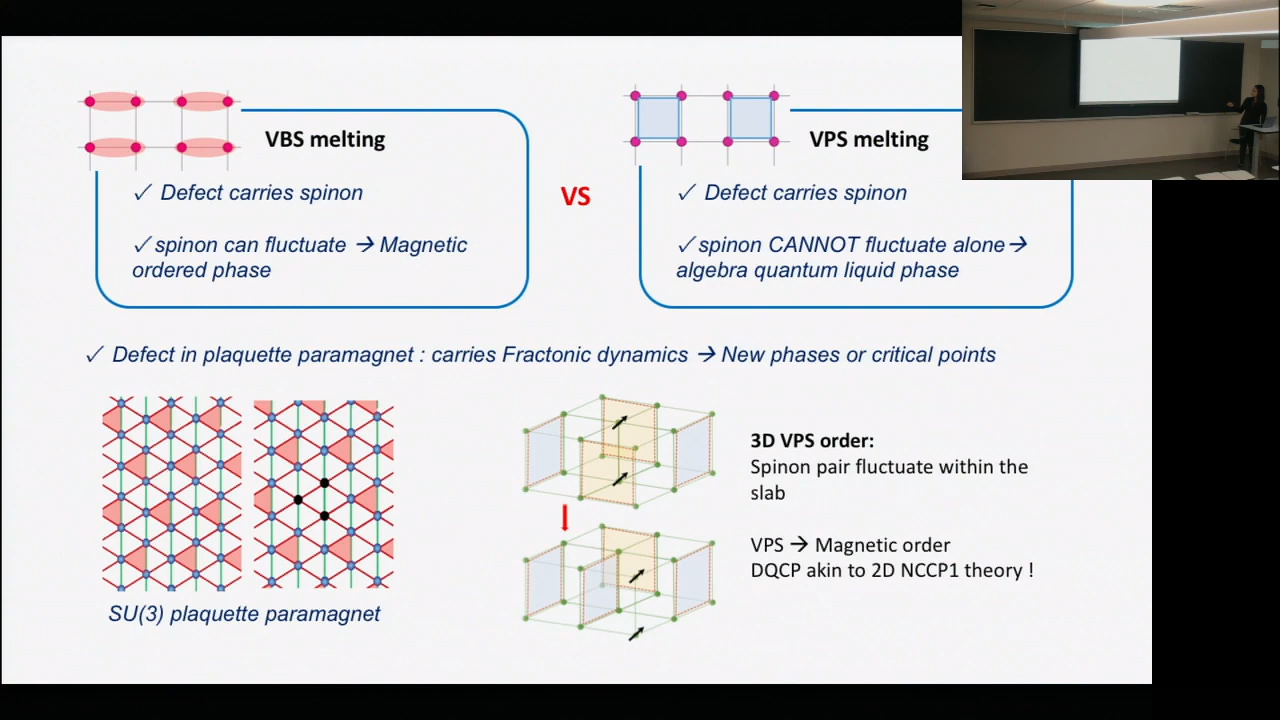 VBS melting
✓ Defect carries spinon
✓ spinon can fluctuate → Magnetic
ordered phase
VS
VPS melting
✓ Defect carries spinon
✓ spinon CANNOT fluctuate alone→
algebra quantum liquid phase
✓ Defect in plaquette paramagnet : carries Fractonic dynamics → New phases or critical points
SU(3) plaquette paramagnet
3D VPS order:
Spinon pair fluctuate within the
slab
VPS → Magnetic order
DQCP akin to 2D NCCP1 theory !